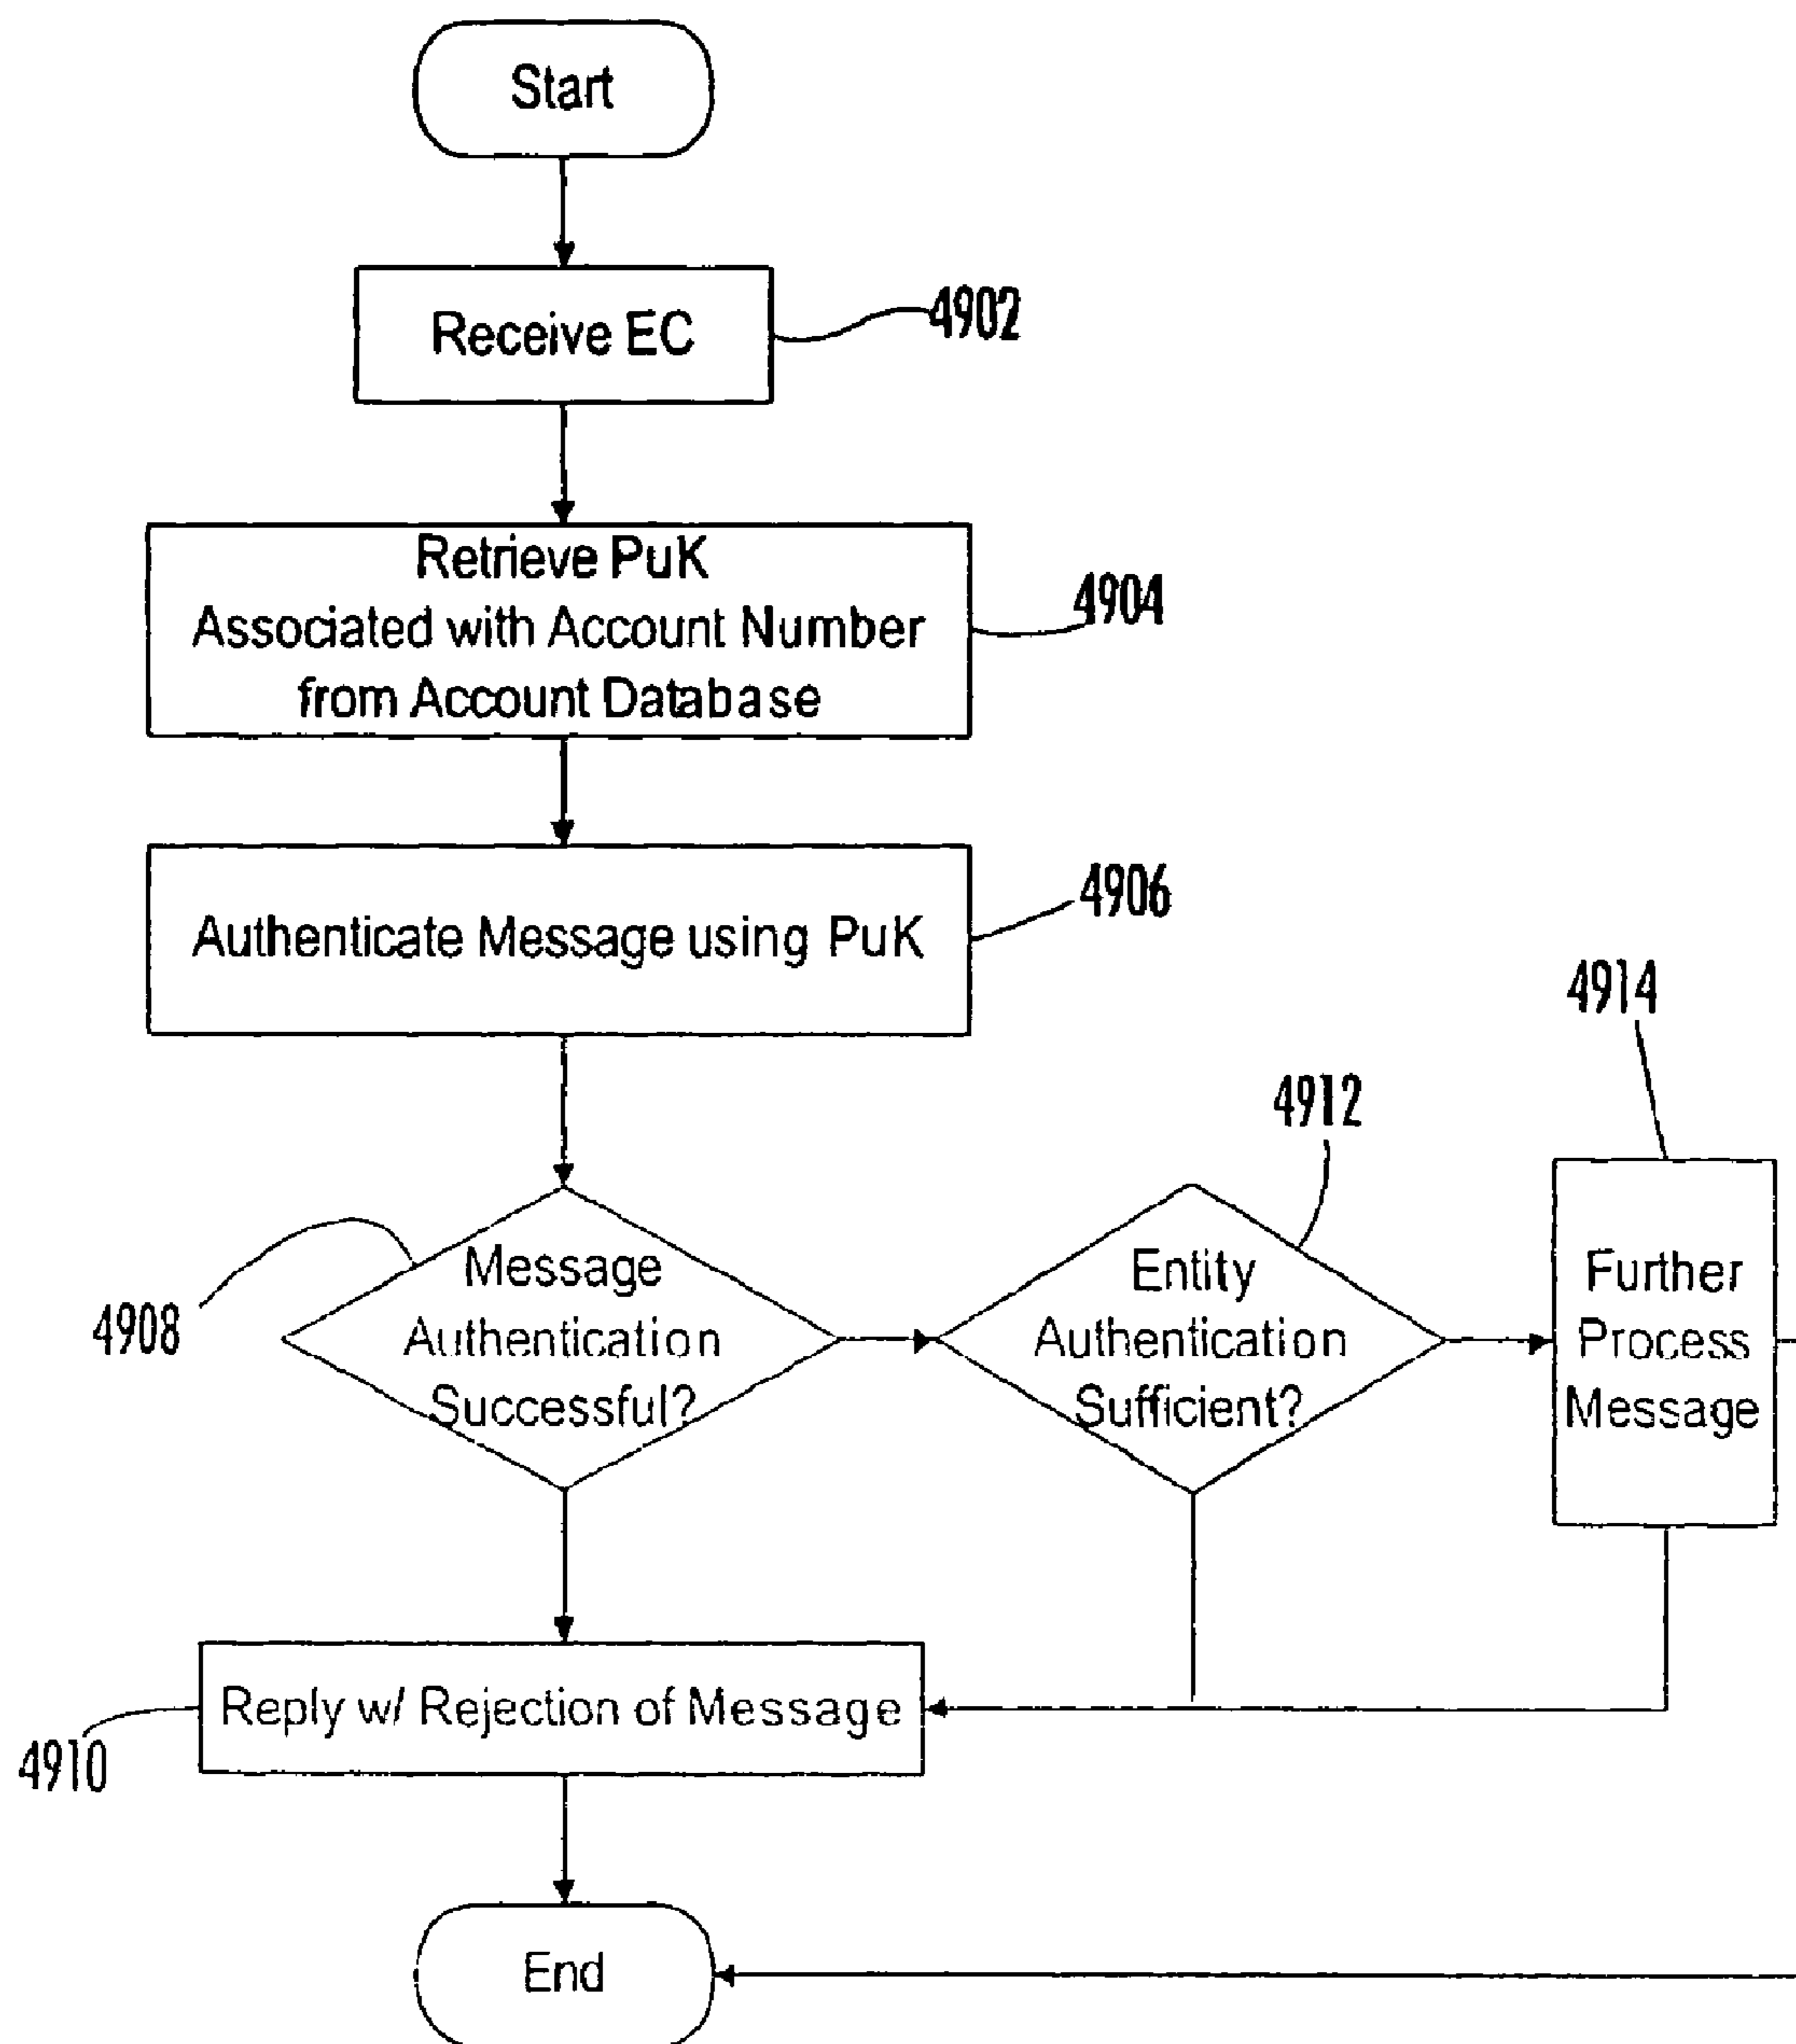 Start
Receive EC
4902
Retrieve PuK
Associated with Account Number
from Account Database
4904
Authenticate Message using PuK
4906
Message
Authentication
Successful?
4908
Entity
Authentication
Sufficient?
4912
Further
Process
Message
4914
Reply w/ Rejection of Message
4910
End